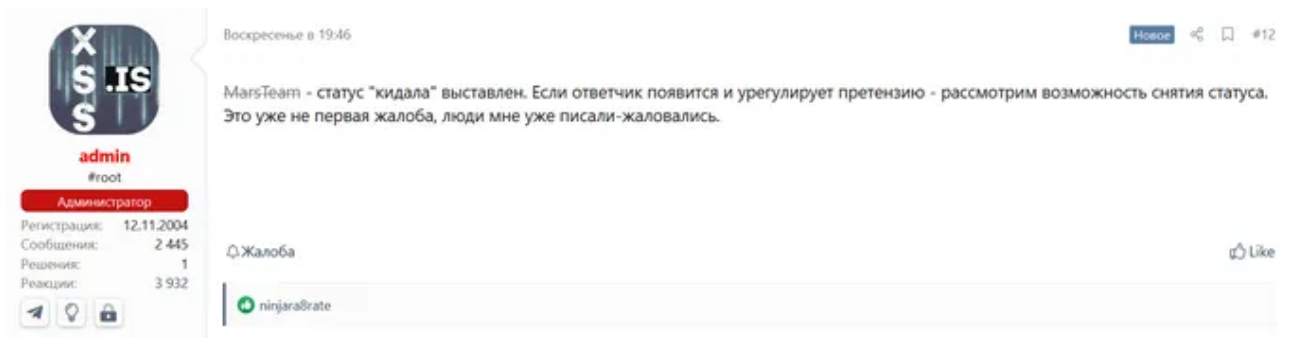 XSS.IS
Воскресенье в 19:46
Новое
#12
MarsTeam - статус "кидала" выставлен. Если ответчик появится и урегулирует претензию - рассмотрим возможность снятия статуса.
Это уже не первая жалоба, люди мне уже писали-жаловались.
admin
#root
Администратор
Регистрация: 12.11.2004
Сообщения: 2 445
Решения: 1
Реакции: 3 932
Жалоба
Like
ninjara8rate